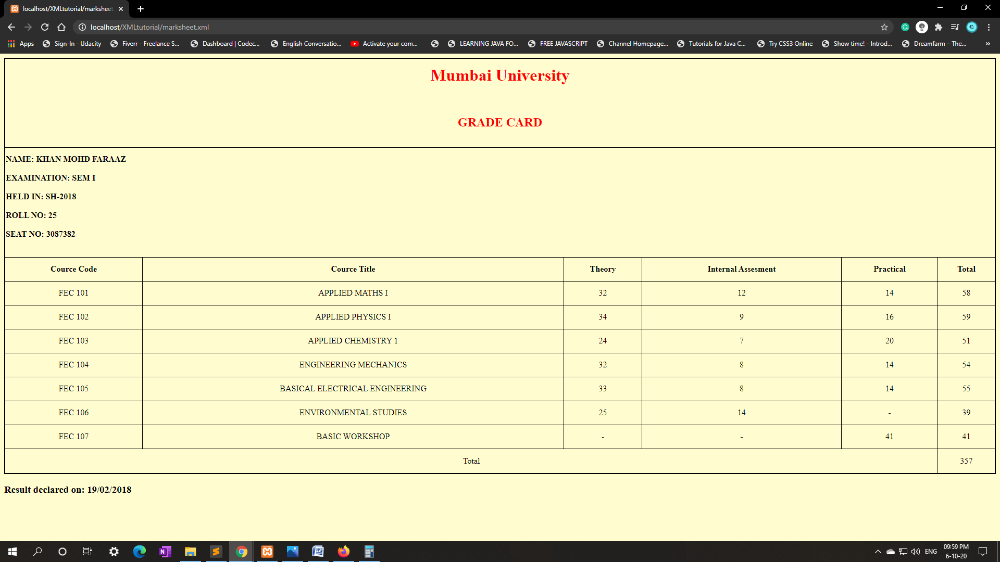 localhost/XMLtutorial/marksheet
localhost/XMLtutorial/marksheet.xml
Apps Sign-In - Udacity Fiverr - Freelance S... Dashboard | Codec... English Conversatio... Activate your com... LEARNING JAVA FO... FREE JAVASCRIPT Channel Homepage... Tutorials for Java C... Try CSS3 Online Show time! - Introd... Dreamfarm – The... »
Mumbai University
GRADE CARD
NAME: KHAN MOHD FARAAZ
EXAMINATION: SEM I
HELD IN: SH-2018
ROLL NO: 25
SEAT NO: 3087382
Cource Code Cource Title Theory Internal Assesment Practical Total
FEC 101 APPLIED MATHS I 32 12 14 58
FEC 102 APPLIED PHYSICS I 34 9 16 59
FEC 103 APPLIED CHEMISTRY 1 24 7 20 51
FEC 104 ENGINEERING MECHANICS 32 8 14 54
FEC 105 BASICAL ELECTRICAL ENGINEERING 33 8 14 55
FEC 106 ENVIRONMENTAL STUDIES 25 14 - 39
FEC 107 BASIC WORKSHOP - - 41 41
Total 357
Result declared on: 19/02/2018
ENG 09:59 PM
6-10-20